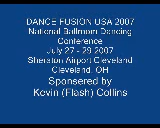 DANCE FUSION USA 2007
National Ballroom Dancing
Conference
July 27 - 29 2007
Sheraton Airport Cleveland
Cleveland, OH
Sponsered by
Kevin (Flash) Collins